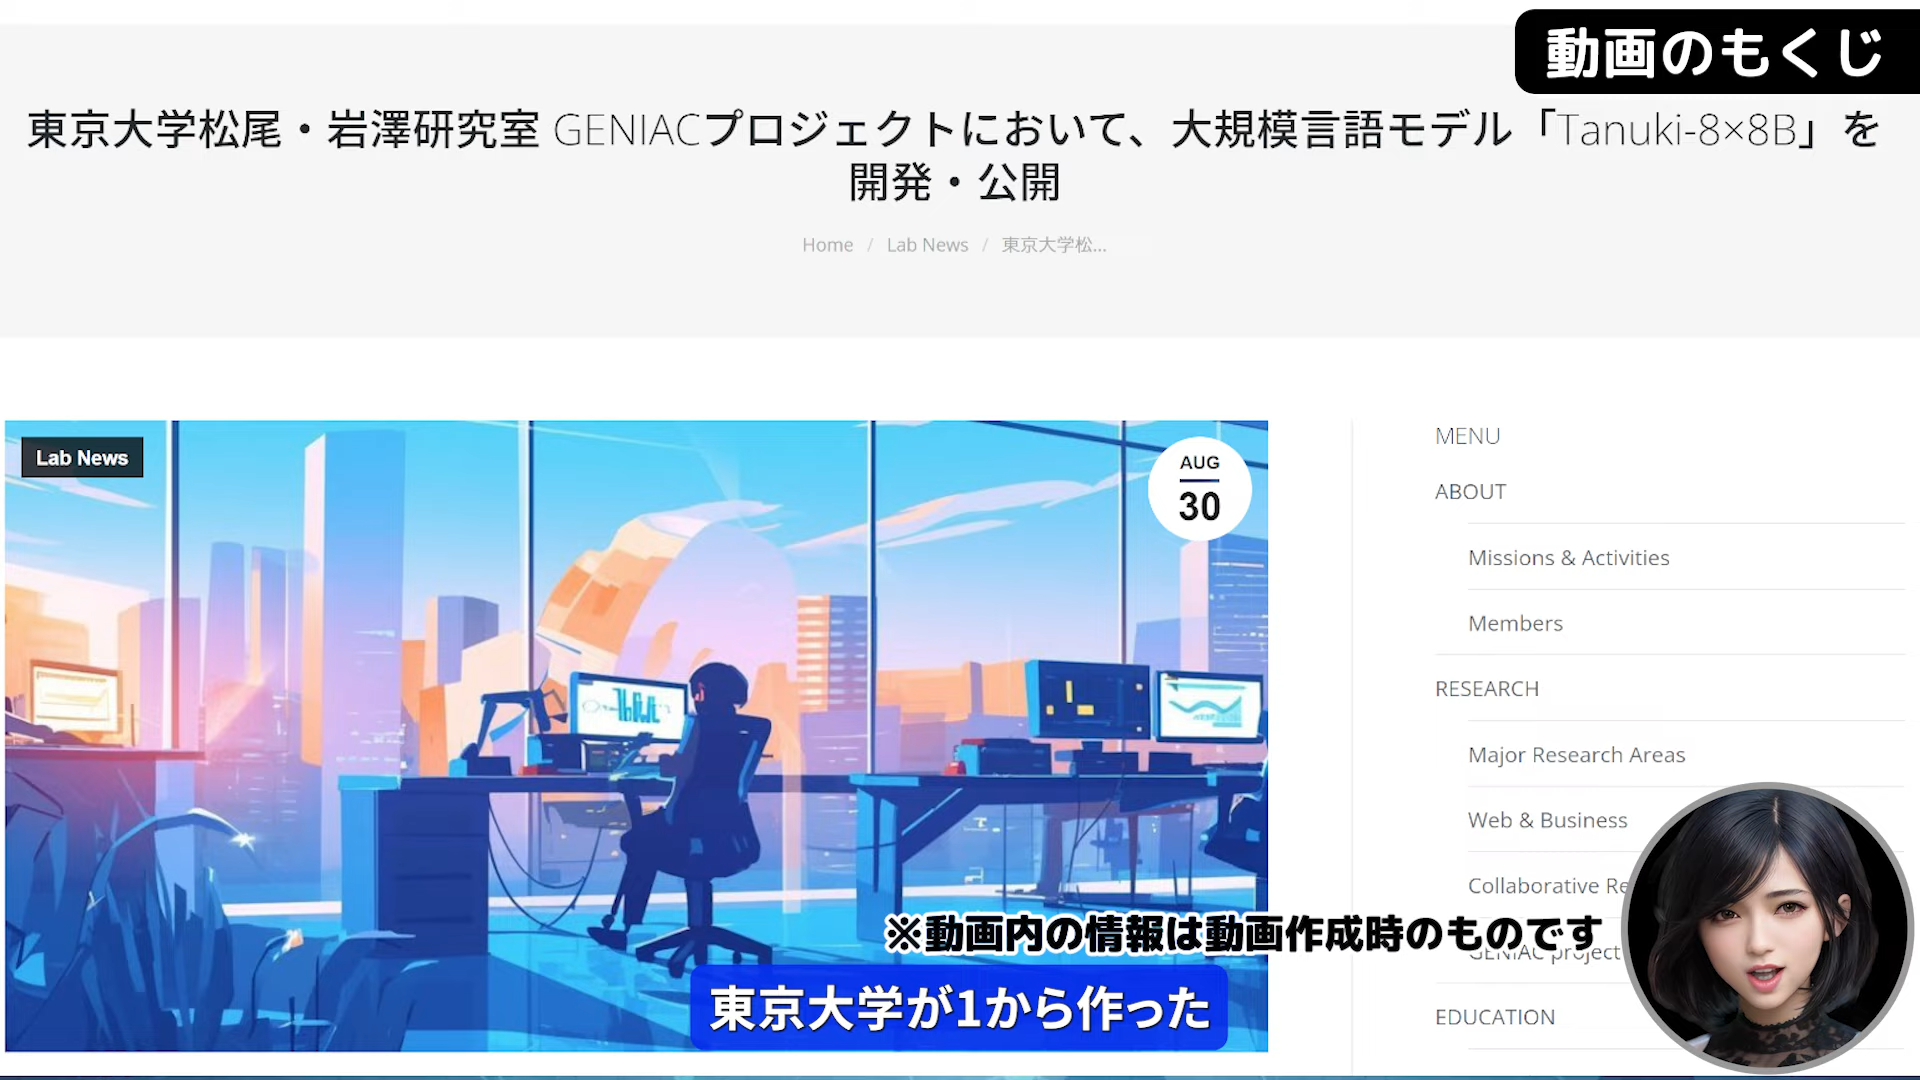 動画のもくじ
東京大学松尾・岩澤研究室 GENIACプロジェクトにおいて、大規模言語モデル「Tanuki-8×8B」を
開発・公開
Home / Lab News / 東京大学松...
Lab News
AUG
30
MENU
ABOUT
Missions & Activities
Members
RESEARCH
Major Research Areas
Web & Business
Collaborative
※動画内の情報は動画作成時のものです
GENIAC project
東京大学が1から作った
EDUCATION